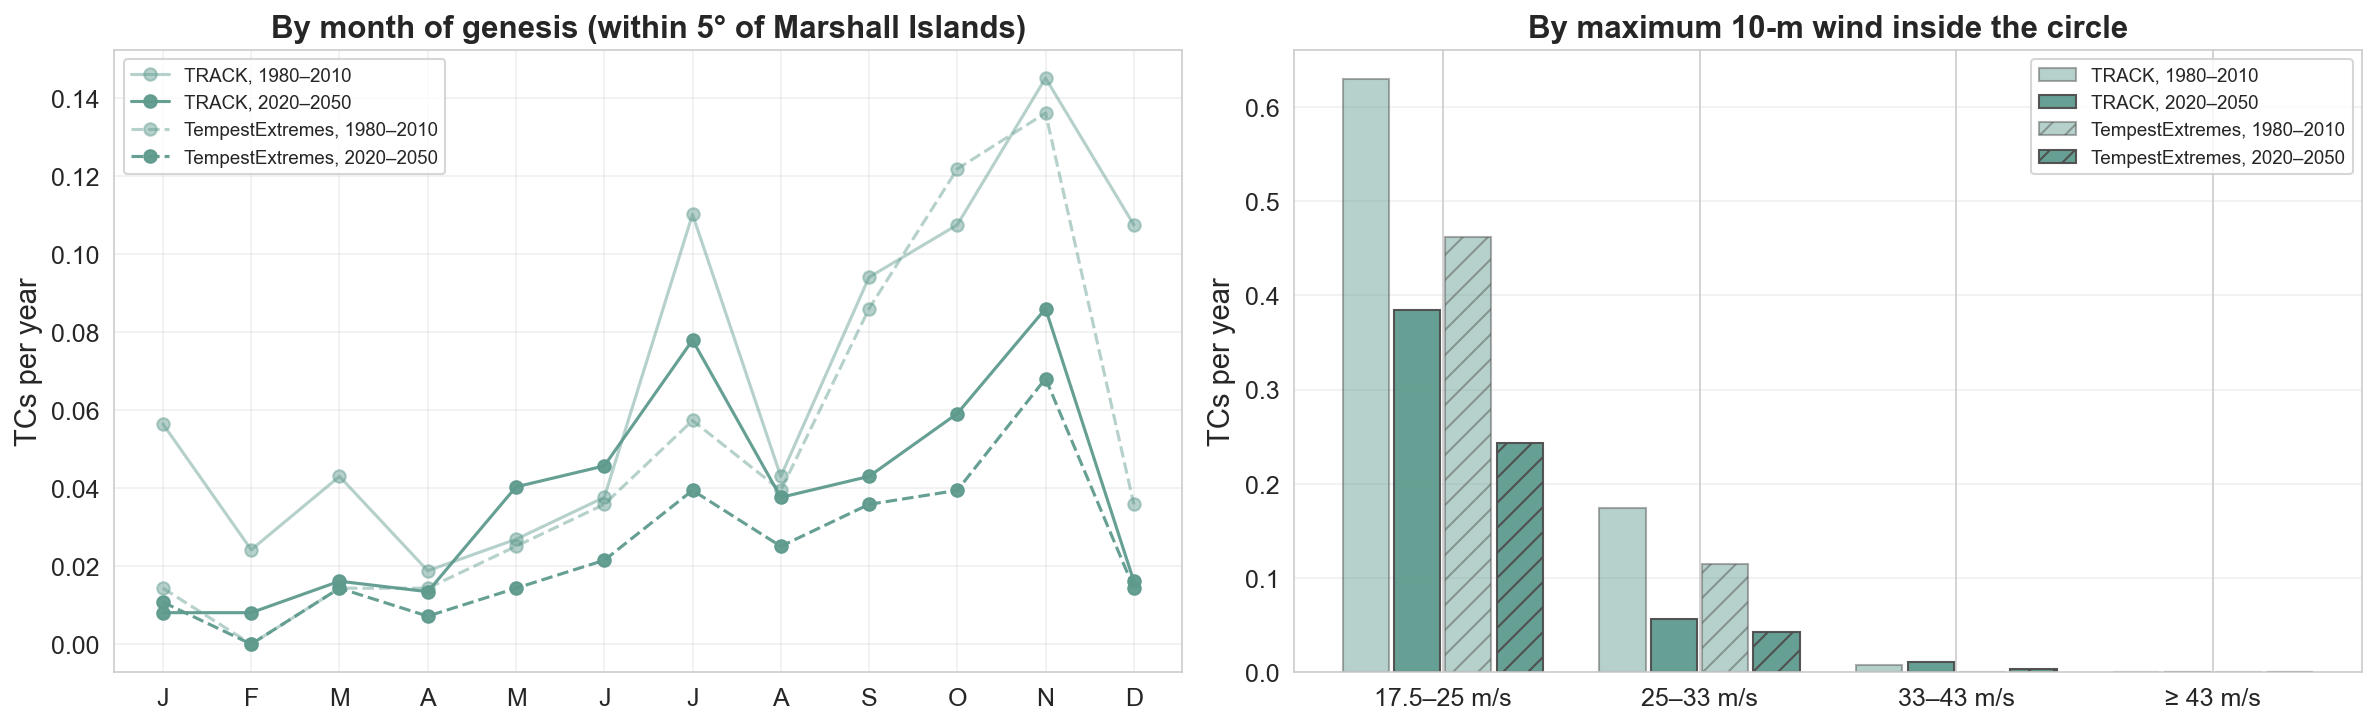 By month of genesis (within 5° of Marshall Islands)
TRACK, 1980–2010
TRACK, 2020–2050
TempestExtremes, 1980–2010
TempestExtremes, 2020–2050
TCs per year
0.14
0.12
0.10
0.08
0.06
0.04
0.02
0.00
J F M A M J J A S O N D
By maximum 10-m wind inside the circle
TRACK, 1980–2010
TRACK, 2020–2050
TempestExtremes, 1980–2010
TempestExtremes, 2020–2050
TCs per year
0.6
0.5
0.4
0.3
0.2
0.1
0.0
17.5–25 m/s 25–33 m/s 33–43 m/s ≥ 43 m/s